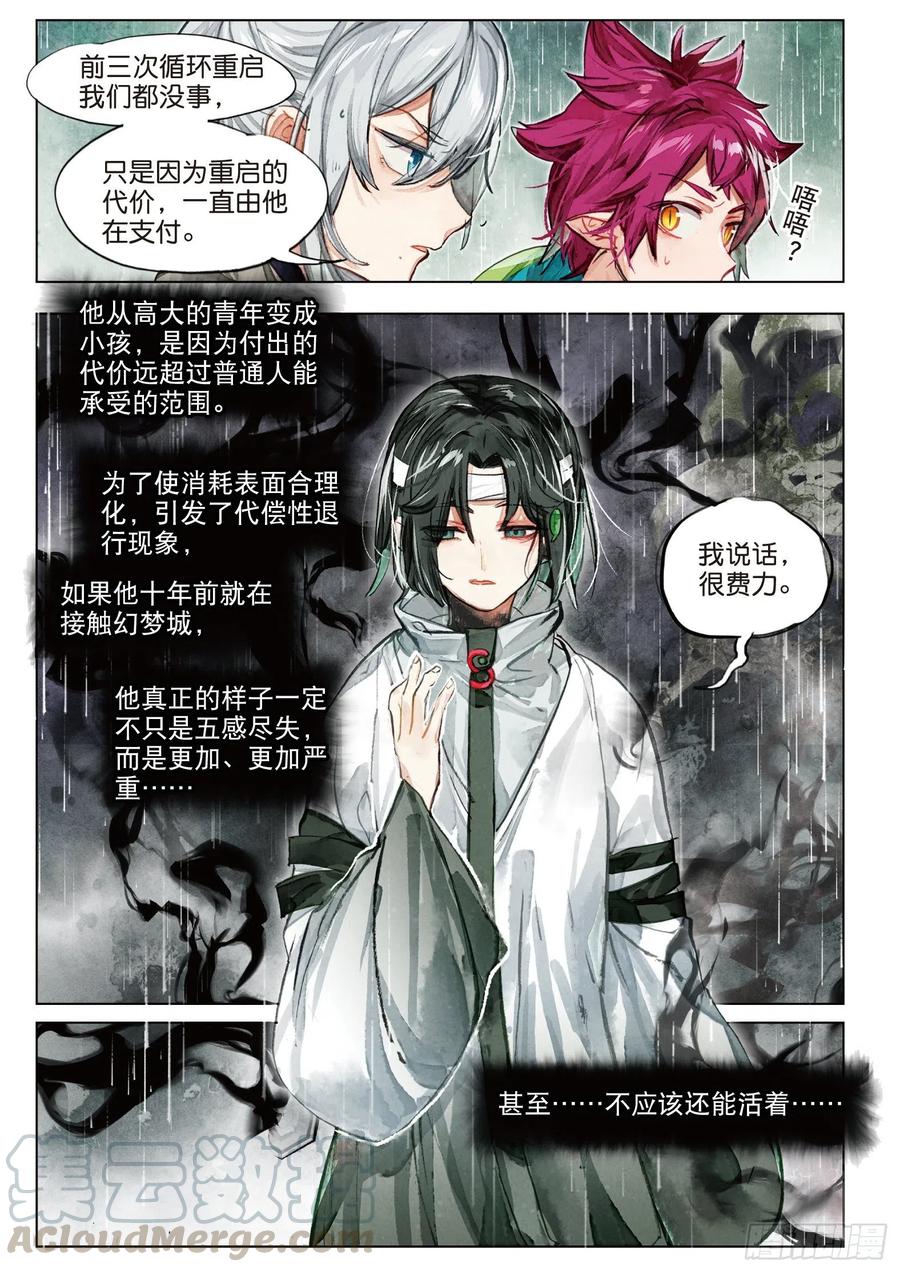 前三次循环重启
我们都没事，
只是因为重启的
代价，一直由他
在支付。
唔唔？
他从高大的青年变成
小孩，是因为付出的
代价远超过普通人能
承受的范围。
为了使消耗表面合理
化，引发了代偿性退
行现象，
如果他十年前就在
接触幻梦城，
他真正的样子一定
不只是五感尽失，
而是更加、更加严
重……
我说话，
很费力。
甚至……不应该还能活着……
集云数据
ACloudMerge.com
腾讯动漫